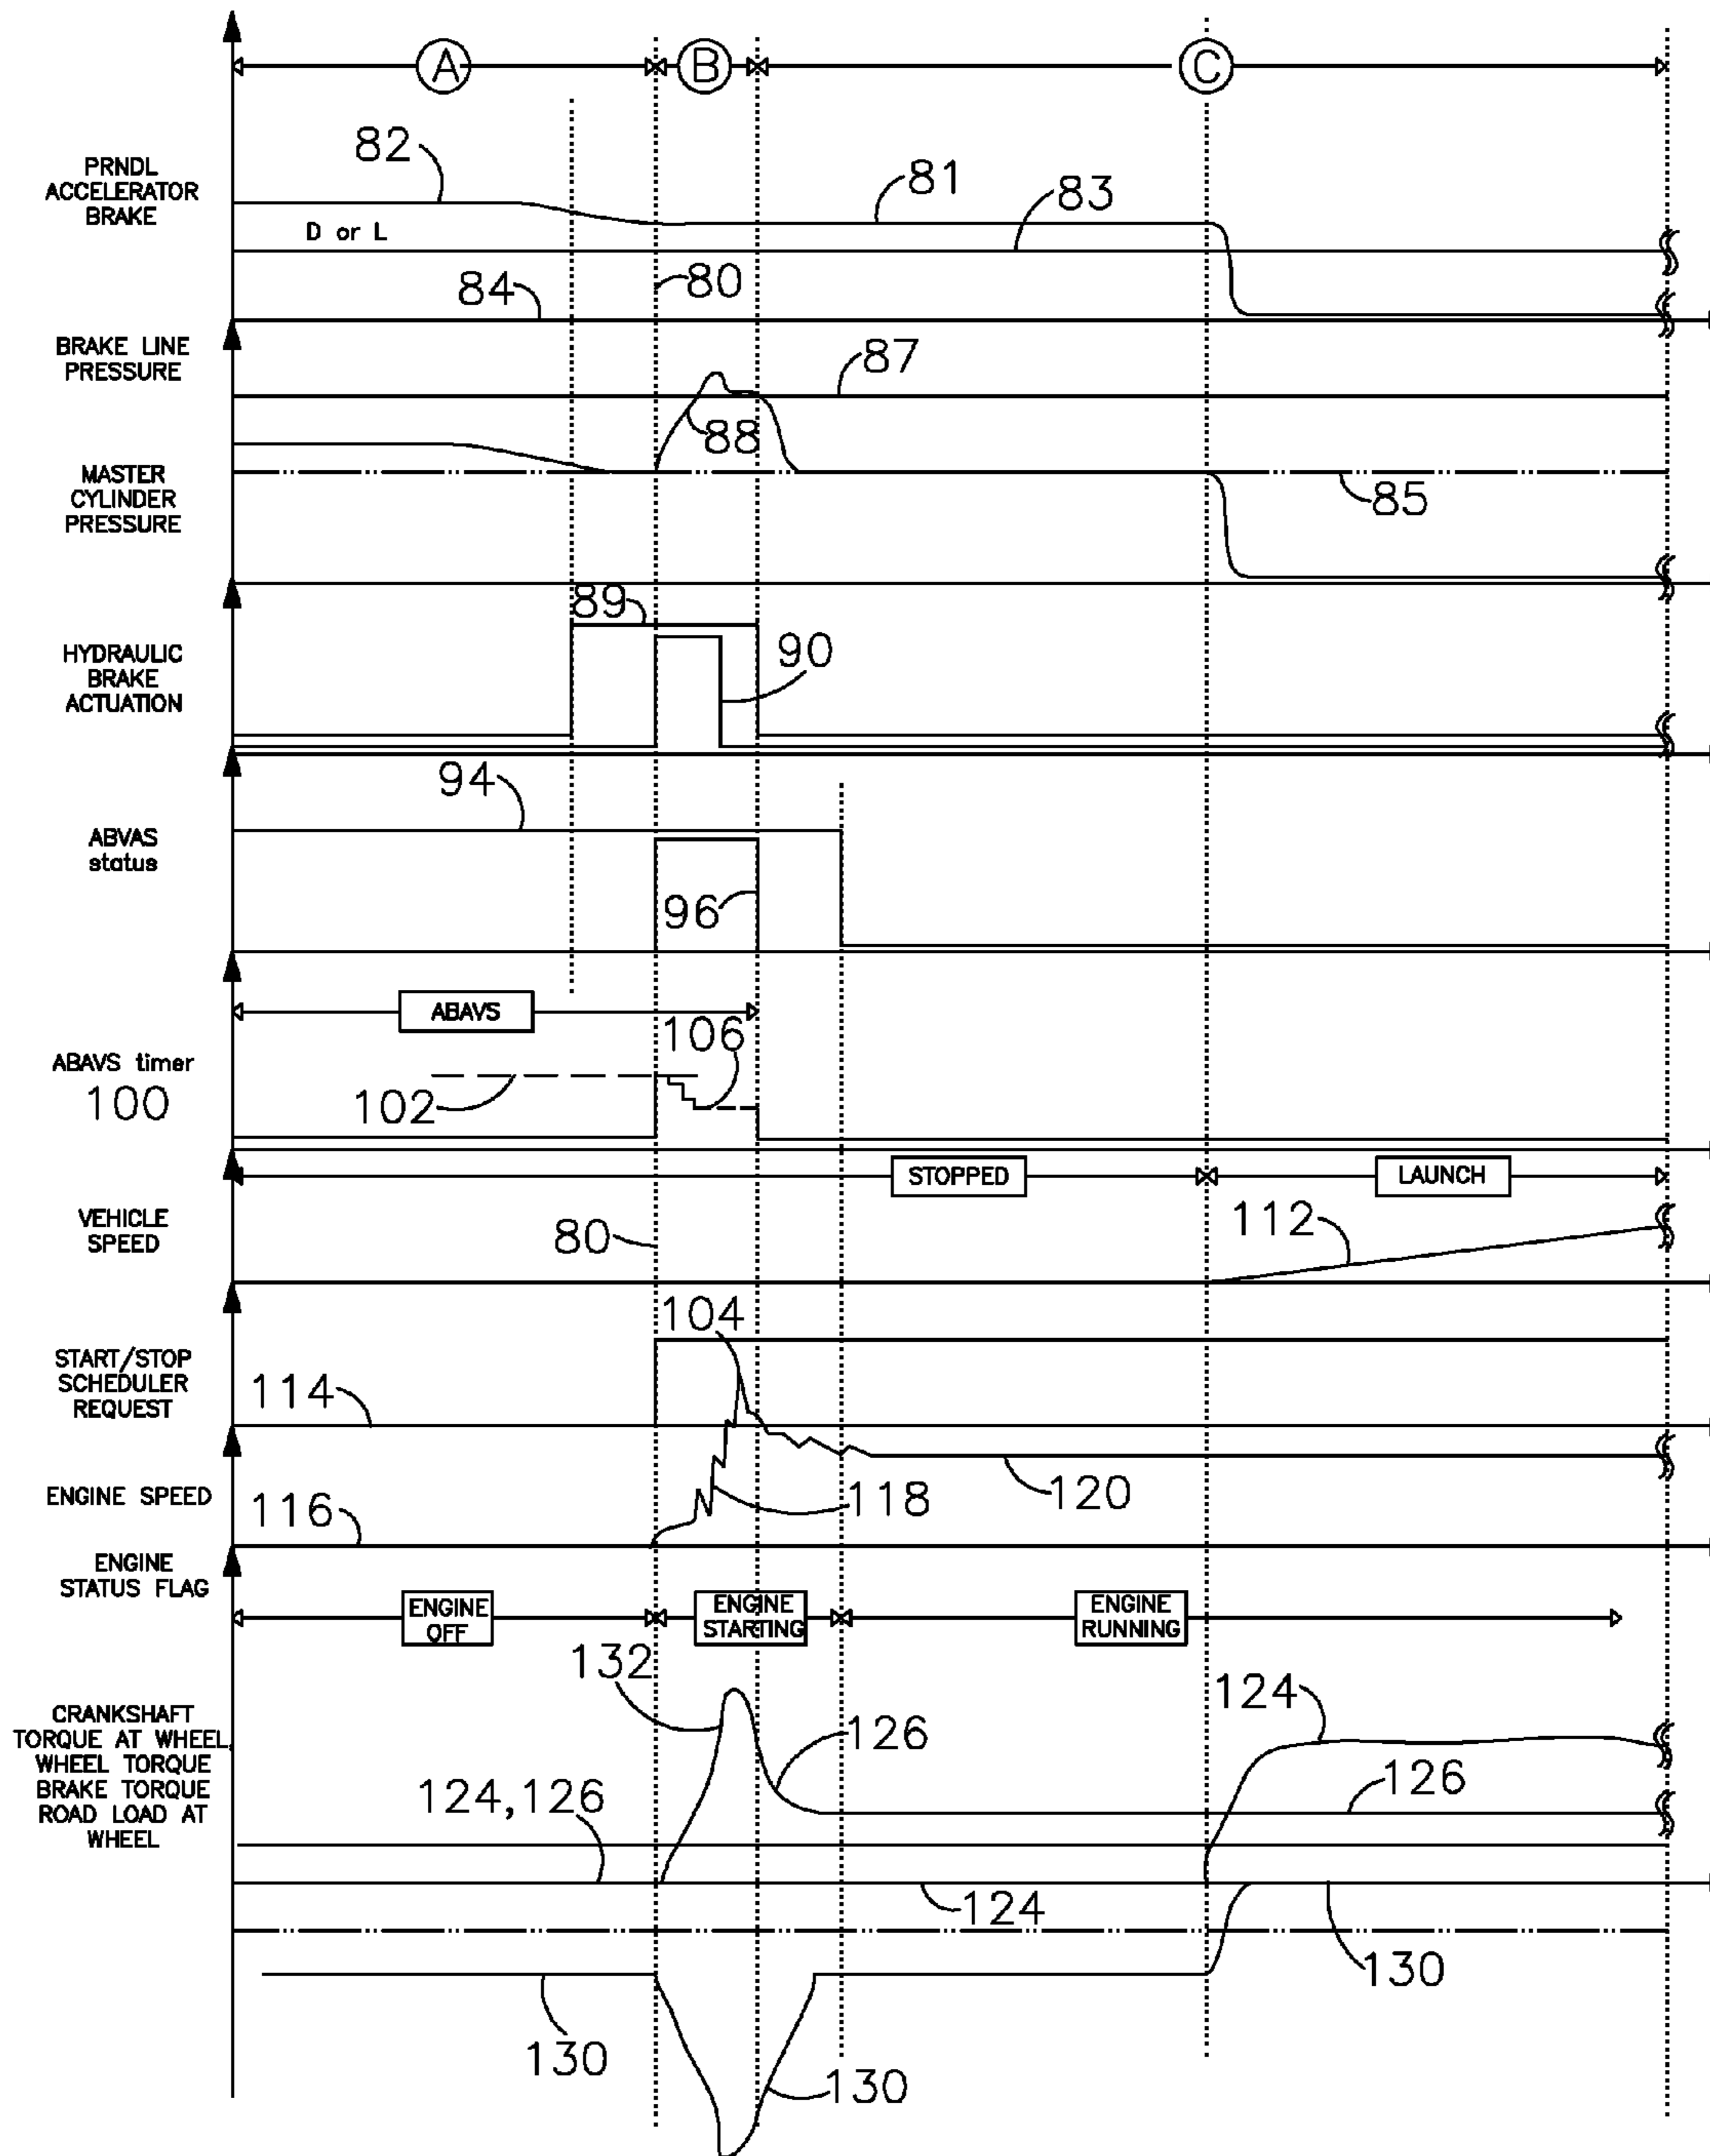 A
B
C
PRNDL
ACCELERATOR
BRAKE
82
81
83
D or L
84
80
BRAKE LINE
PRESSURE
87
88
MASTER
CYLINDER
PRESSURE
85
89
HYDRAULIC
BRAKE
ACTUATION
90
94
ABVAS
status
96
ABAVS
106
ABAVS timer
100
102
STOPPED
LAUNCH
VEHICLE
SPEED
80
112
104
START/STOP
SCHEDULER
REQUEST
114
ENGINE SPEED
116
118
120
ENGINE
STATUS FLAG
ENGINE
OFF
ENGINE
STARTING
ENGINE
RUNNING
132
CRANKSHAFT
TORQUE AT WHEEL
WHEEL TORQUE
BRAKE TORQUE
ROAD LOAD AT
WHEEL
124
126
126
124,126
124
130
130
130